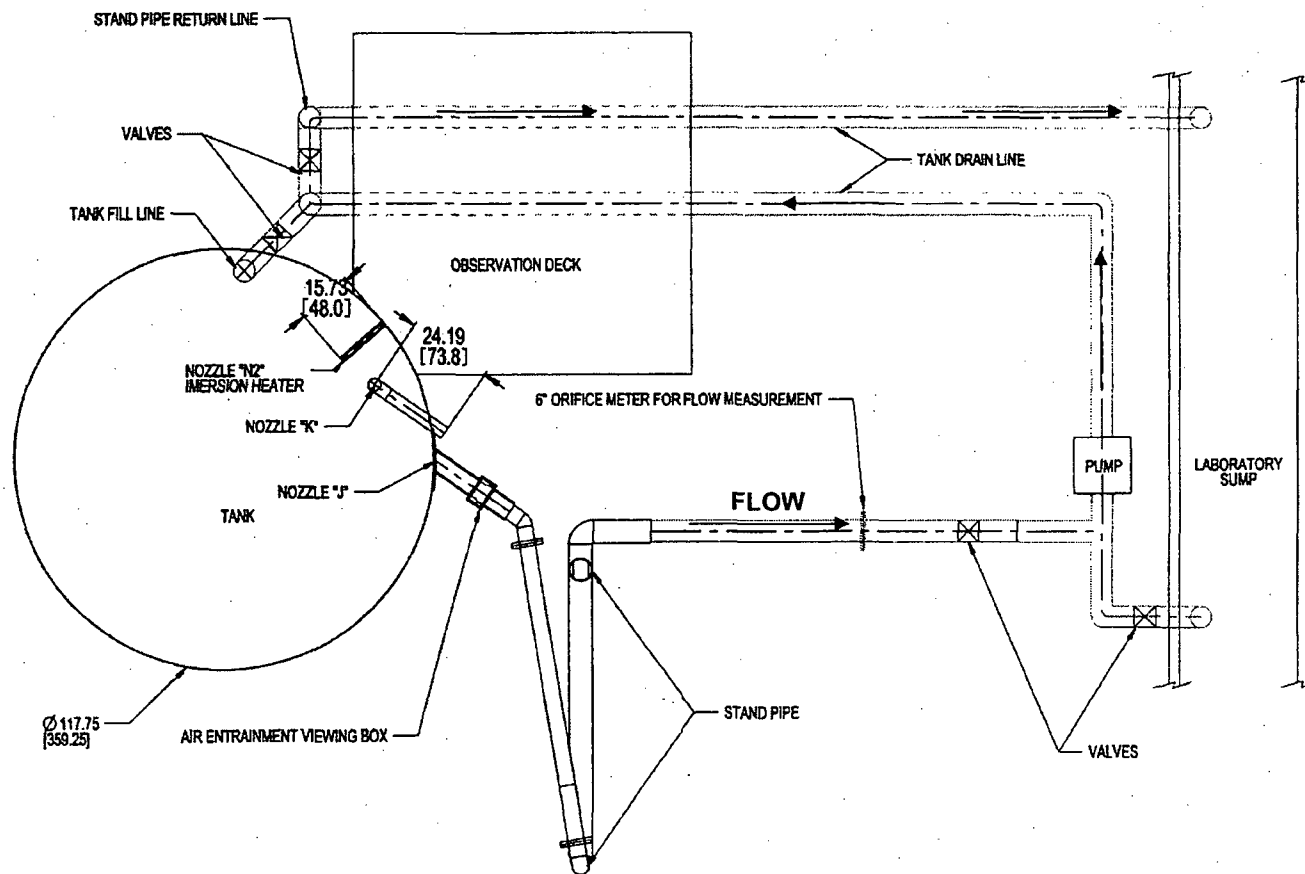 STAND PIPE RETURN LINE
VALVES
TANK DRAIN LINE
TANK FILL LINE
OBSERVATION DECK
15.73
[48.0]
24.19
[73.8]
NOZZLE "N2"
IMERSION HEATER
6" ORIFICE METER FOR FLOW MEASUREMENT
NOZZLE "K"
PUMP
LABORATORY
SUMP
NOZZLE "J"
FLOW
TANK
STAND PIPE
Ø 117.75
[359.25]
AIR ENTRAINMENT VIEWING BOX
VALVES